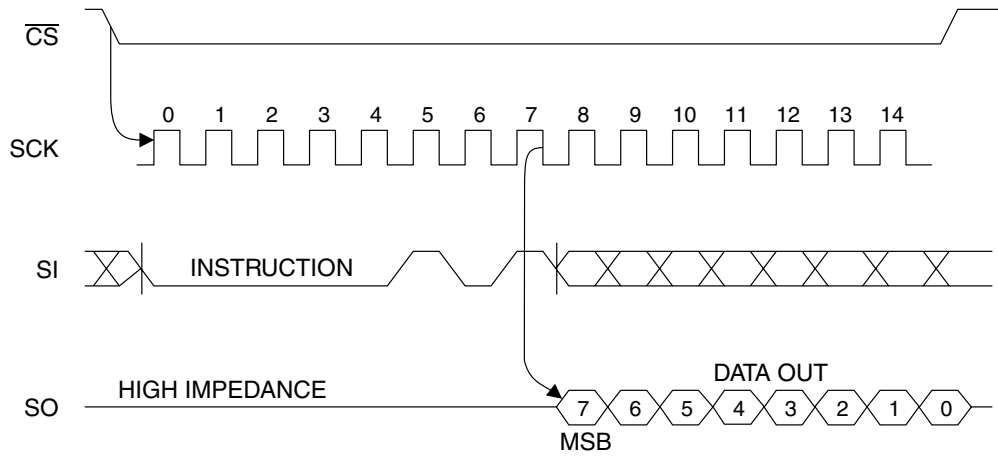 CS
0 1 2 3 4 5 6 7 8 9 10 11 12 13 14
SCK
SI
INSTRUCTION
HIGH IMPEDANCE
DATA OUT
SO
7 6 5 4 3 2 1 0
MSB